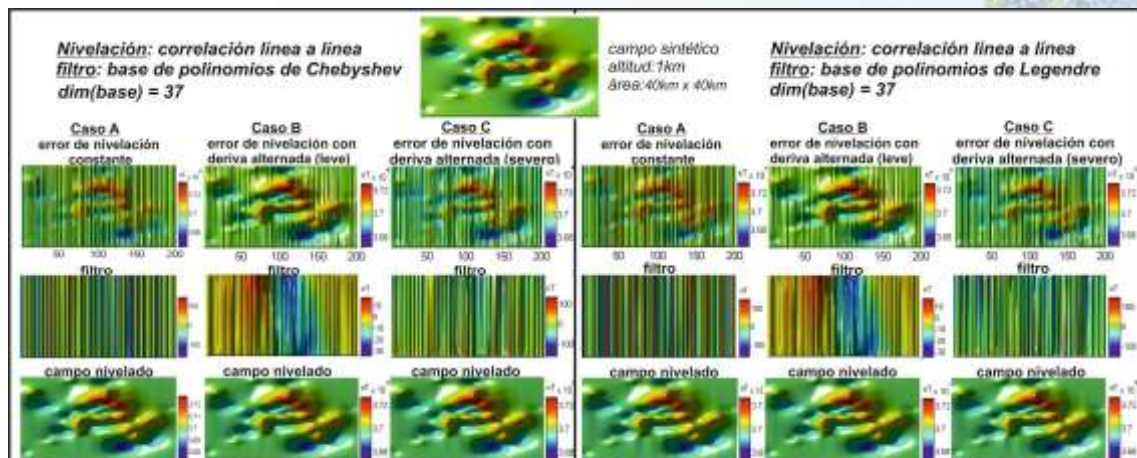 Nivelación: correlación línea a línea
filtro: base de polinomios de Chebyshev
dim(base) = 37
campo sintético
altitud:1km
área:40km x 40km
Nivelación: correlación línea a línea
filtro: base de polinomios de Legendre
dim(base) = 37
Caso A
error de nivelación
constante
Caso B
error de nivelación con
deriva alternada (leve)
Caso C
error de nivelación con
deriva alternada (severo)
Caso A
error de nivelación
constante
Caso B
error de nivelación con
deriva alternada (leve)
Caso C
error de nivelación con
deriva alternada (severo)
50 100 150 200
50 100 150 200
50 100 150 200
50 100 150 200
50 100 150 200
50 100 150 200
filtro
filtro
filtro
filtro
filtro
filtro
campo nivelado
campo nivelado
campo nivelado
campo nivelado
campo nivelado
campo nivelado